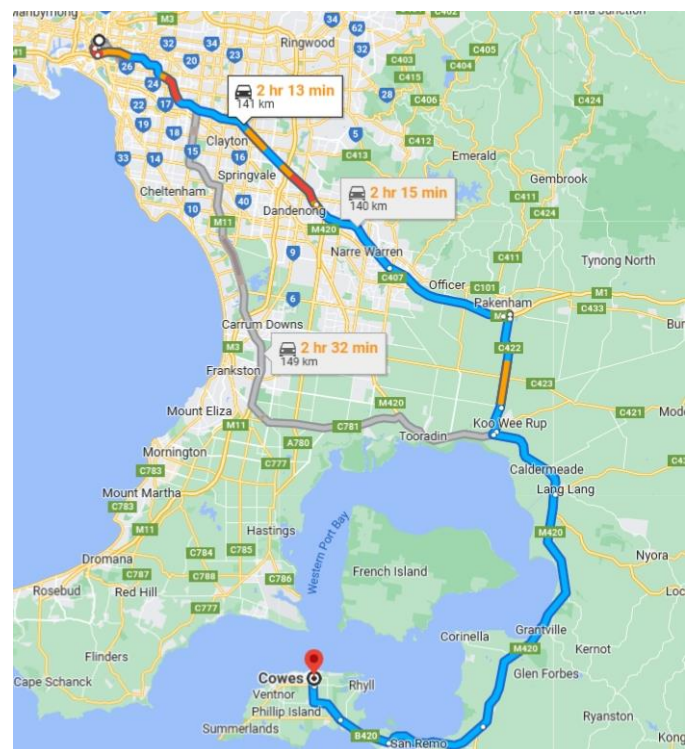 M3
Ringwood
34
62
34
32
20
23
M1
26
24
22
17
19
18
15
33
14
16
10
40
5
28
9
6
C402
C403
C415
C404
C405
C406
C424
C412
C413
2 hr 13 min
141 km
Clayton
Springvale
Emerald
Cheltenham
Dandenong
2 hr 15 min
140 km
Gembrook
C411
C424
M11
M420
Narre Warren
Tynong North
C407
Officer
C101
C411
Pakenham
M1
C433
Carrum Downs
C422
M3
2 hr 32 min
149 km
Frankston
C423
M420
C421
Mount Eliza
M11
C781
Koo Wee Rup
Tooradin
A780
Mornington
C777
Caldermeade
C783
Lang Lang
Mount Martha
C783
Hastings
M420
M11
C784
C785
Nyora
Dromana
Western Port Bay
C787
C788
C786
French Island
Rosebud
Red Hill
C777
Grantville
Corinella
M420
Kernot
Flinders
Glen Forbes
Cape Schanck
Cowes
Rhyll
Ventnor
Phillip Island
Ryanston
Summerlands
B420
San Remo